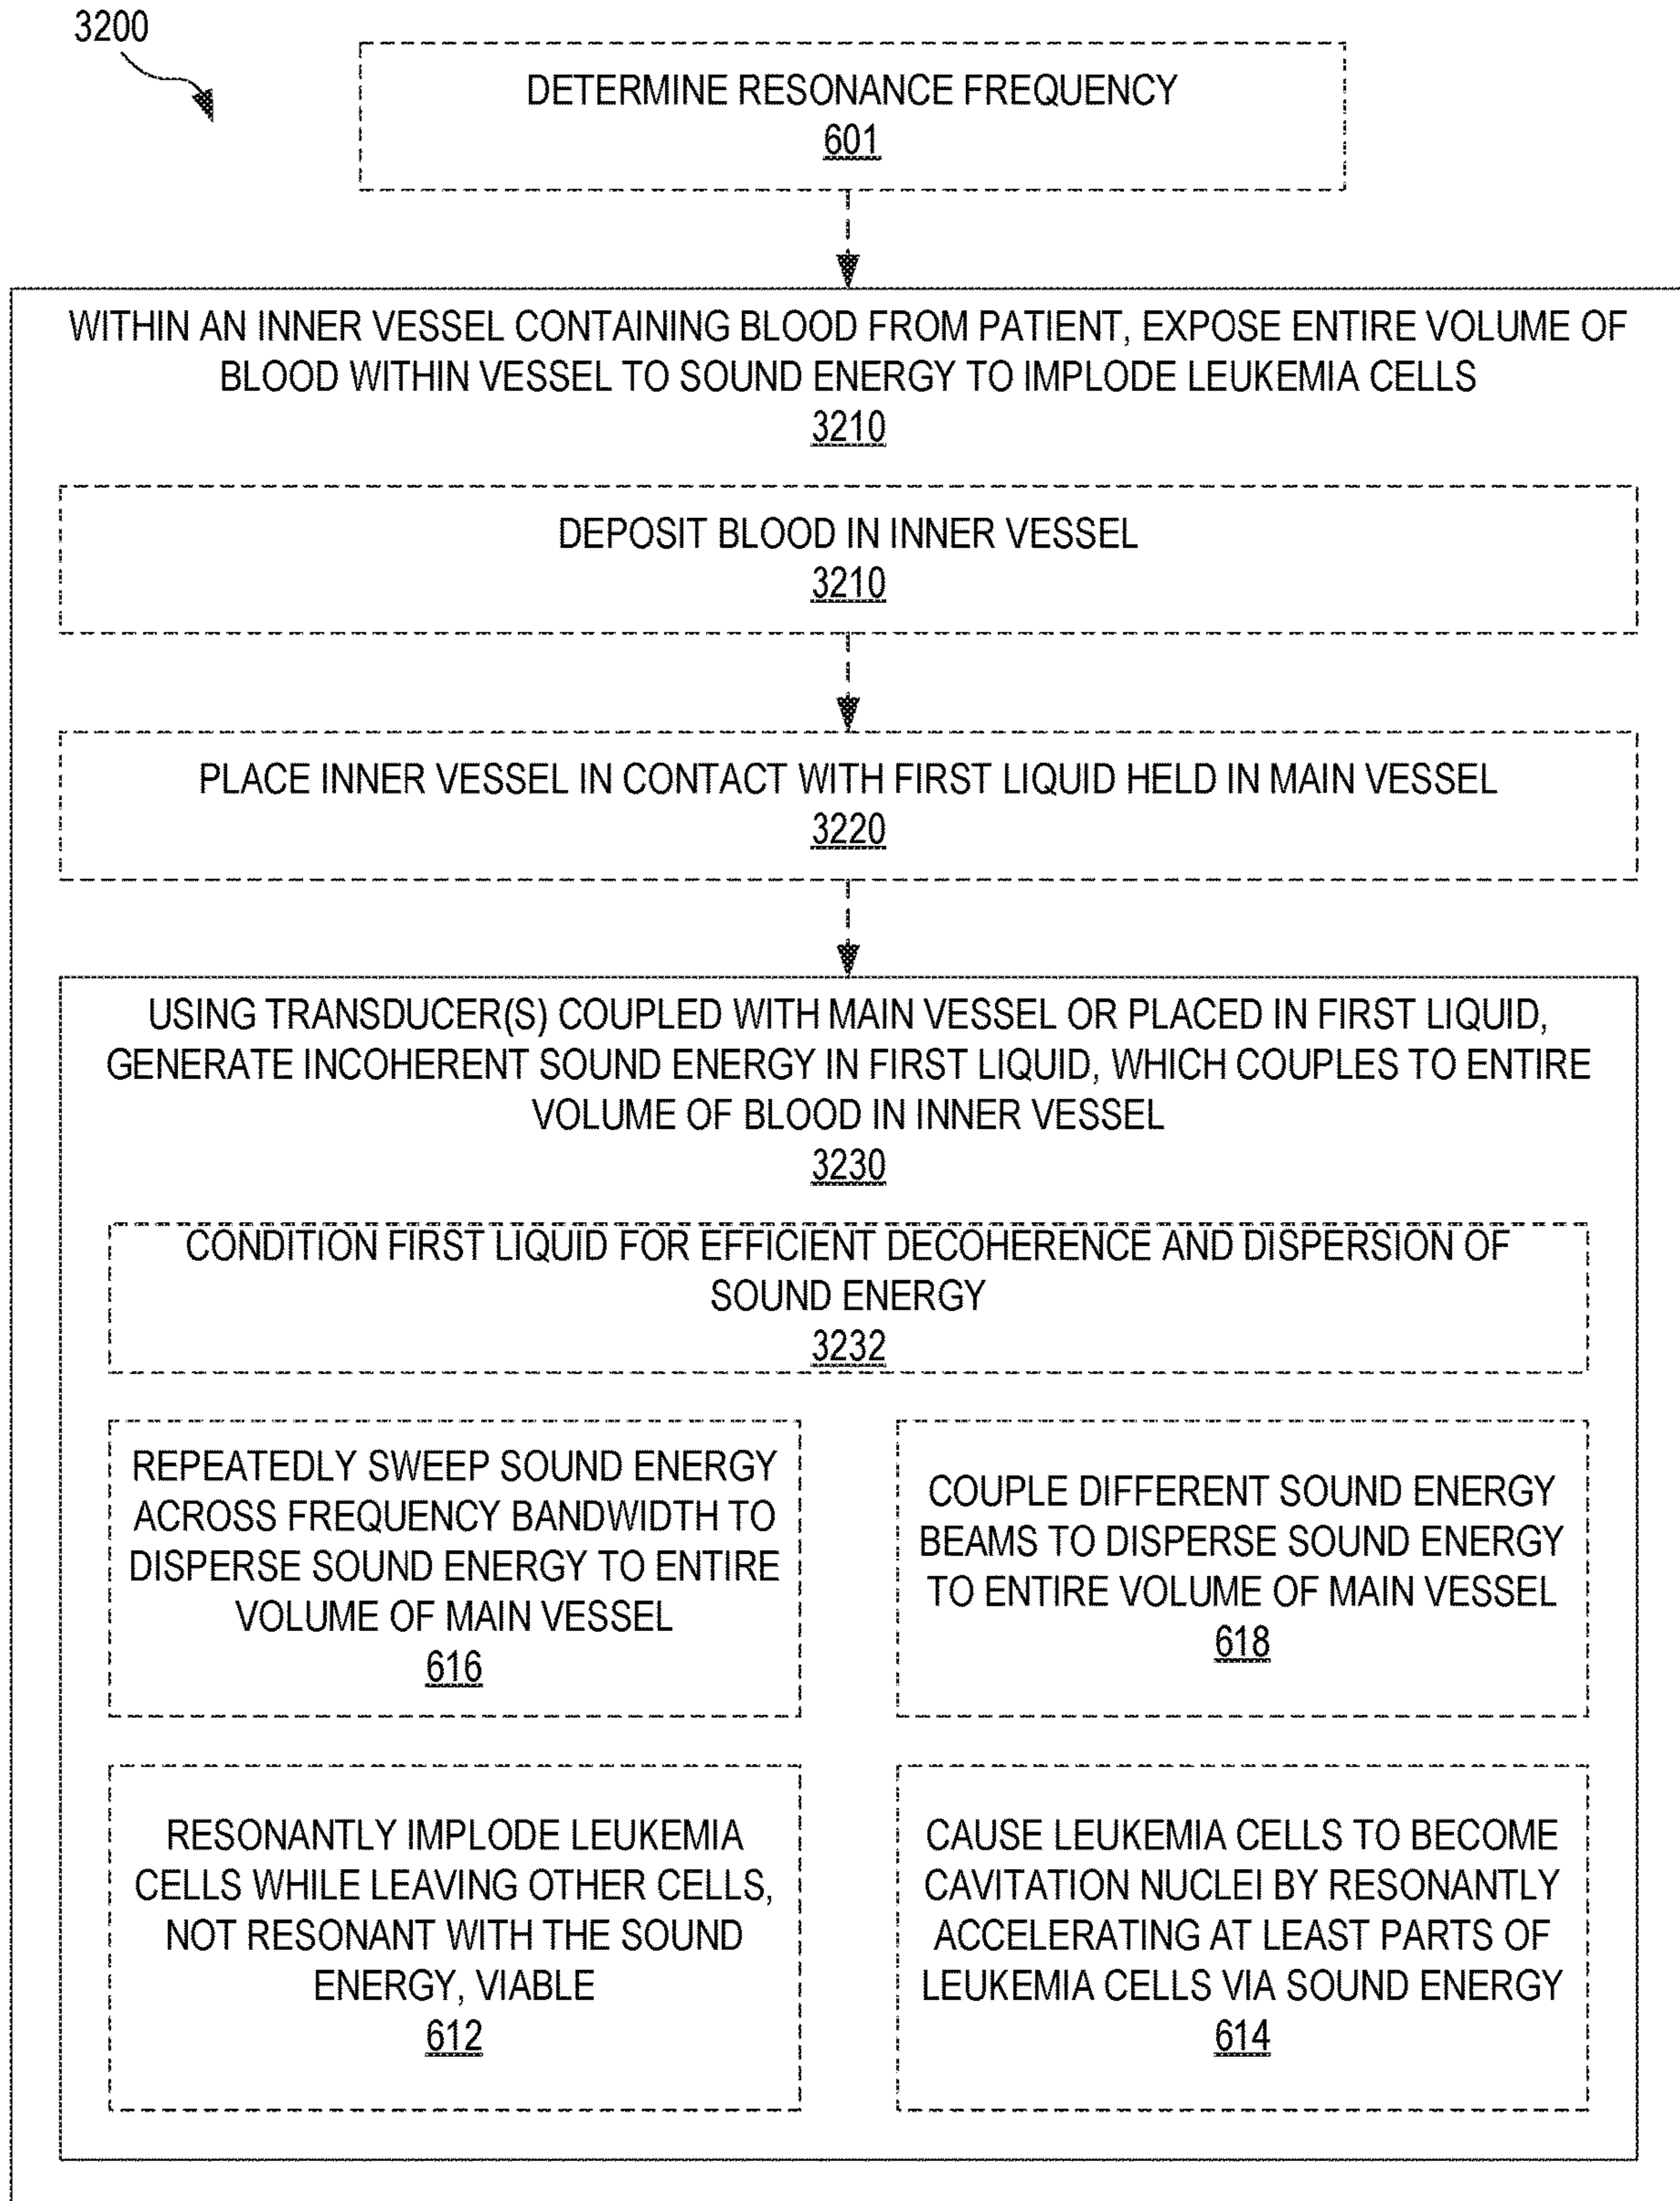 3200
DETERMINE RESONANCE FREQUENCY
601
WITHIN AN INNER VESSEL CONTAINING BLOOD FROM PATIENT, EXPOSE ENTIRE VOLUME OF
BLOOD WITHIN VESSEL TO SOUND ENERGY TO IMPLODE LEUKEMIA CELLS
3210
DEPOSIT BLOOD IN INNER VESSEL
3210
PLACE INNER VESSEL IN CONTACT WITH FIRST LIQUID HELD IN MAIN VESSEL
3220
USING TRANSDUCER(S) COUPLED WITH MAIN VESSEL OR PLACED IN FIRST LIQUID,
GENERATE INCOHERENT SOUND ENERGY IN FIRST LIQUID, WHICH COUPLES TO ENTIRE
VOLUME OF BLOOD IN INNER VESSEL
3230
CONDITION FIRST LIQUID FOR EFFICIENT DECOHERENCE AND DISPERSION OF
SOUND ENERGY
3232
REPEATEDLY SWEEP SOUND ENERGY
ACROSS FREQUENCY BANDWIDTH TO
DISPERSE SOUND ENERGY TO ENTIRE
VOLUME OF MAIN VESSEL
616
COUPLE DIFFERENT SOUND ENERGY
BEAMS TO DISPERSE SOUND ENERGY
TO ENTIRE VOLUME OF MAIN VESSEL
618
RESONANTLY IMPLODE LEUKEMIA
CELLS WHILE LEAVING OTHER CELLS,
NOT RESONANT WITH THE SOUND
ENERGY, VIABLE
612
CAUSE LEUKEMIA CELLS TO BECOME
CAVITATION NUCLEI BY RESONANTLY
ACCELERATING AT LEAST PARTS OF
LEUKEMIA CELLS VIA SOUND ENERGY
614